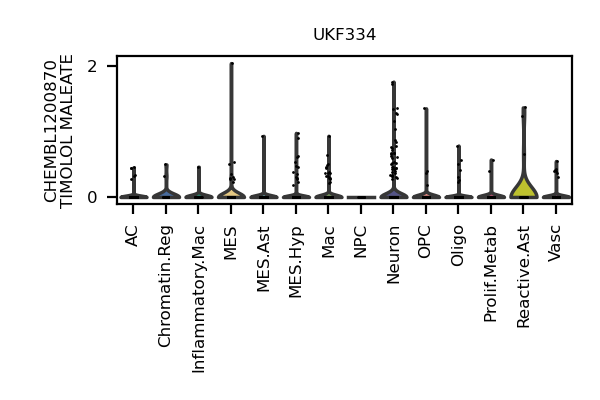 UKF334
CHEMBL1200870
TIMOLOL MALEATE
2
0
AC
Chromatin.Reg
Inflammatory.Mac
MES
MES.Ast
MES.Hyp
Mac
NPC
Neuron
OPC
Oligo
Prolif.Metab
Reactive.Ast
Vasc